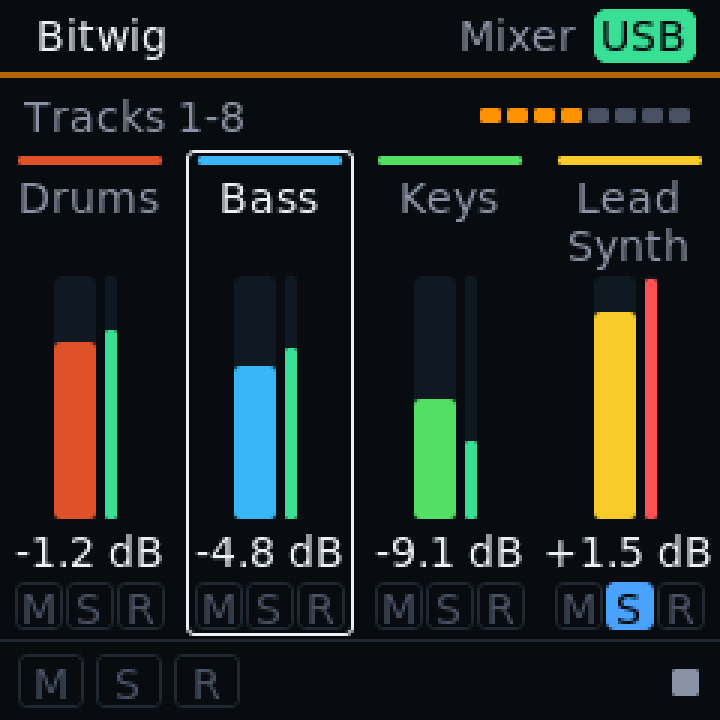 Bitwig Mixer USB
Tracks 1-8
Drums Bass Keys Lead Synth
-1.2 dB -4.8 dB -9.1 dB +1.5 dB
M S R M S R M S R M S R
M S R